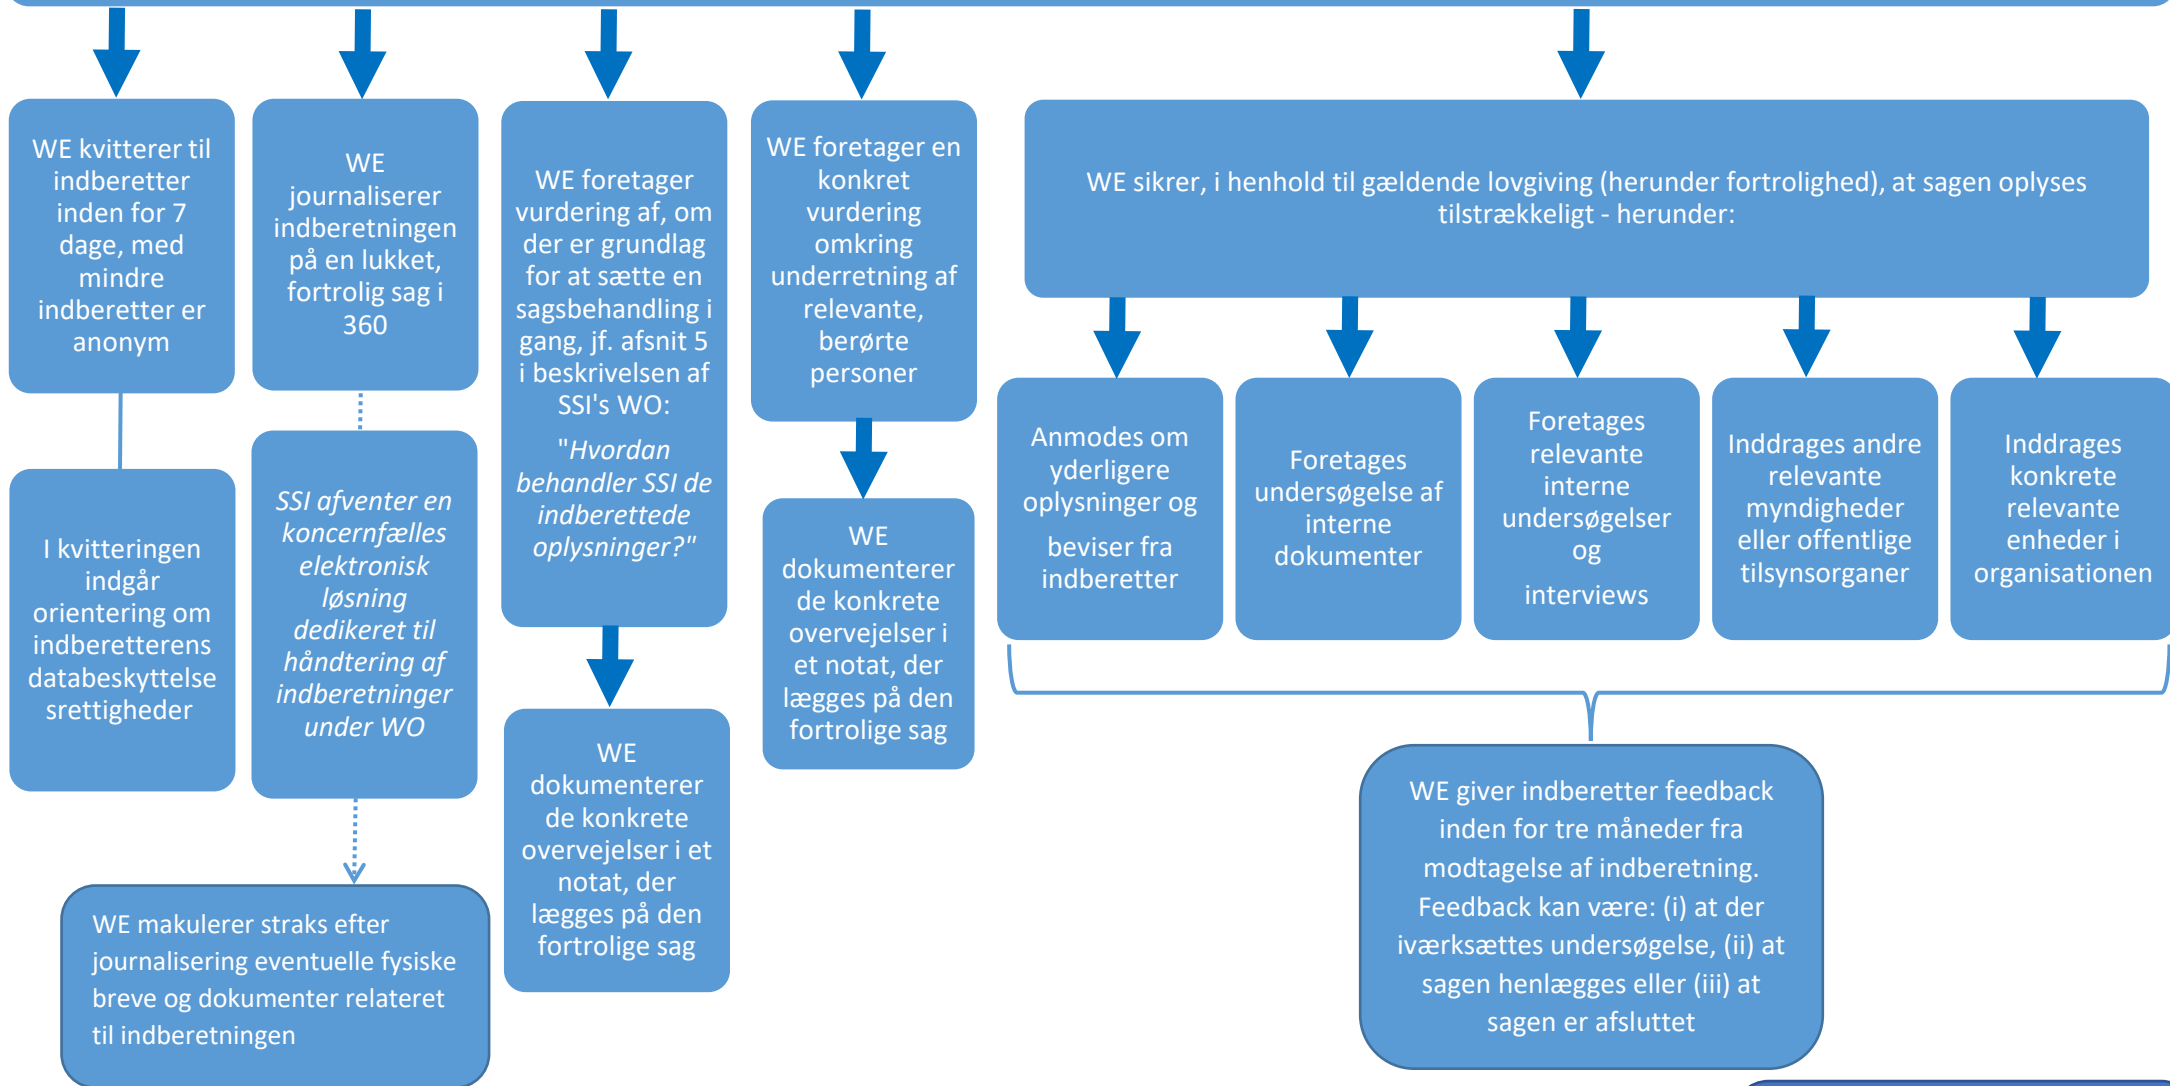 WE kvitterer til
indberetter
inden for 7
dage, med
mindre
indberetter er
anonym
I kvitteringen
indgår
orientering om
indberetterens
databeskyttelse
srettigheder
WE
journaliserer
indberetningen
på en lukket,
fortrolig sag i
360
SSI afventer en
koncernfælles
elektronisk
løsning
dedikeret til
håndtering af
indberetninger
under WO
WE makulerer straks efter
journalisering eventuelle fysiske
breve og dokumenter relateret
til indberetningen
WE foretager
vurdering af, om
der er grundlag
for at sætte en
sagsbehandling i
gang, jf. afsnit 5
i beskrivelsen af
SSI's WO:
"Hvordan
behandler SSI de
indberettede
oplysninger?"
WE
dokumenterer
de konkrete
overvejelser i et
notat, der
lægges på den
fortrolige sag
WE foretager en
konkret
vurdering
omkring
underretning af
relevante,
berørte
personer
WE
dokumenterer
de konkrete
overvejelser i
et notat, der
lægges på den
fortrolige sag
WE sikrer, i henhold til gældende lovgiving (herunder fortrolighed), at sagen oplyses
tilstrækkeligt - herunder:
Anmodes om
yderligere
oplysninger og
beviser fra
indberetter
Foretages
undersøgelse af
interne
dokumenter
Foretages
relevante
interne
undersøgelser
og
interviews
Inddrages andre
relevante
myndigheder
eller offentlige
tilsynsorganer
Inddrages
konkrete
relevante
enheder i
organisationen
WE giver indberetter feedback
inden for tre måneder fra
modtagelse af indberetning.
Feedback kan være: (i) at der
iværksættes undersøgelse, (ii) at
sagen henlægges eller (iii) at
sagen er afsluttet